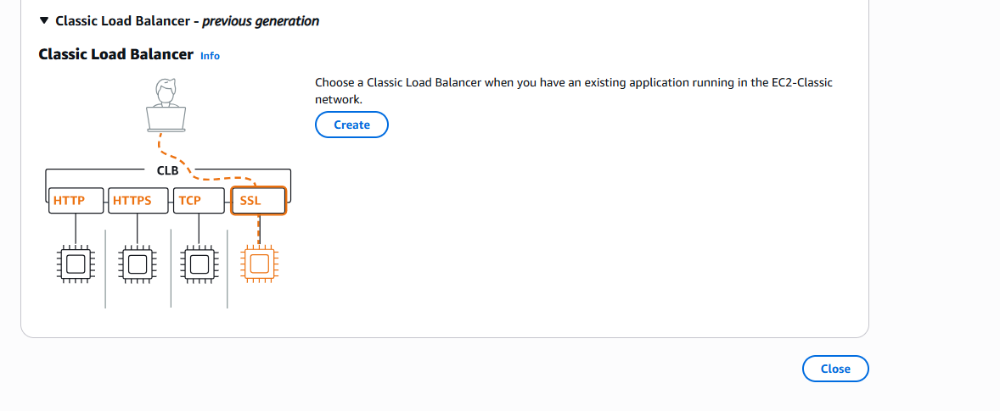 Classic Load Balancer - previous generation
Classic Load Balancer Info
Choose a Classic Load Balancer when you have an existing application running in the EC2-Classic
network.
Create
CLB
HTTP HTTPS TCP SSL
Close